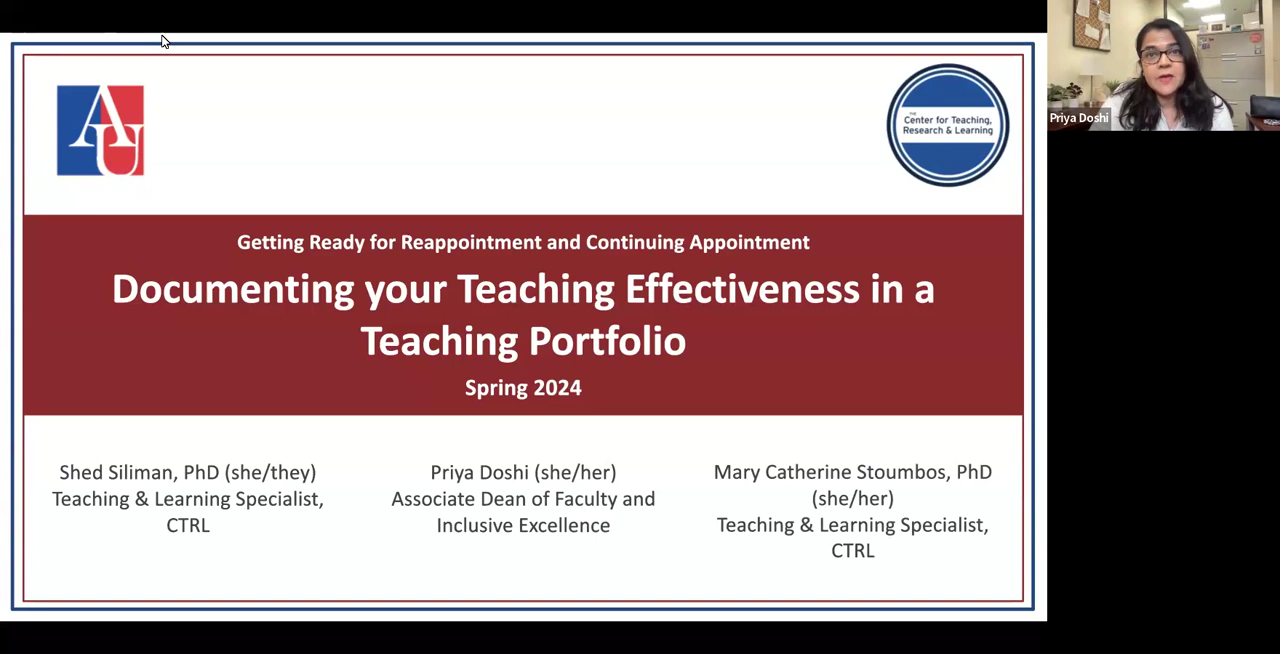 AU
THE
Center for Teaching,
Research & Learning
Priya Doshi
Getting Ready for Reappointment and Continuing Appointment
Documenting your Teaching Effectiveness in a
Teaching Portfolio
Spring 2024
Shed Siliman, PhD (she/they)
Teaching & Learning Specialist,
CTRL
Priya Doshi (she/her)
Associate Dean of Faculty and
Inclusive Excellence
Mary Catherine Stoumbos, PhD
(she/her)
Teaching & Learning Specialist,
CTRL